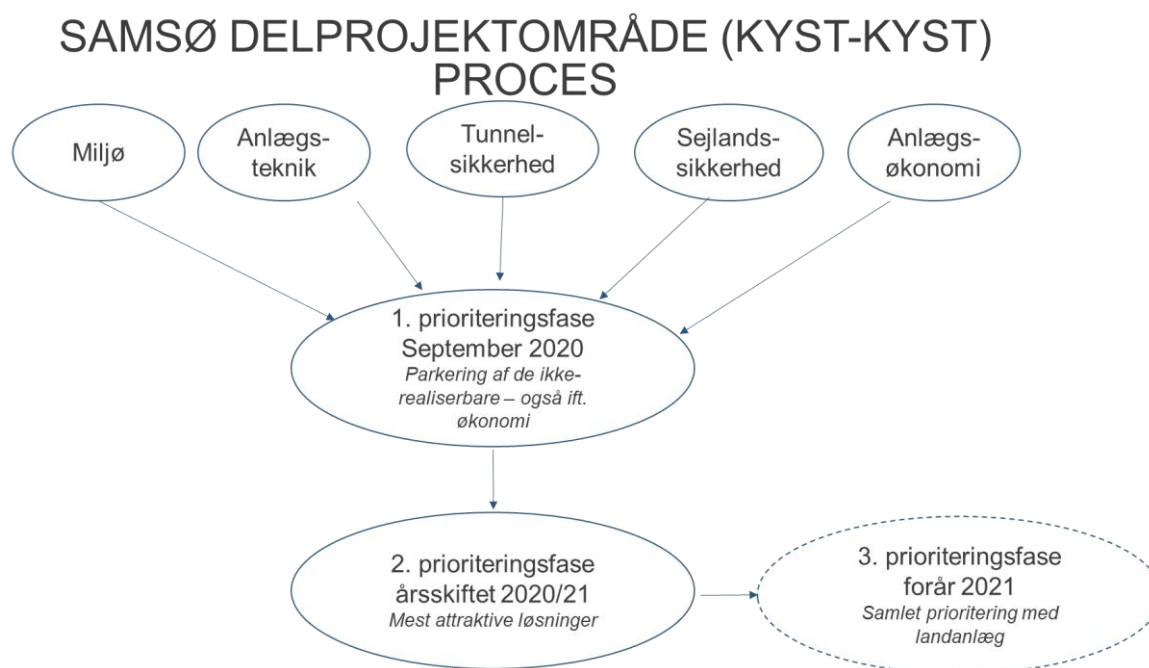 SAMSØ DELPROJEKTOMRÅDE (KYST-KYST)
PROCES
Miljø
Anlægs-
teknik
Tunnel-
sikkerhed
Sejlands-
sikkerhed
Anlægs-
økonomi
1. prioriteringsfase
September 2020
Parkering af de ikke-
realiserbare – også ift.
økonomi
2. prioriteringsfase
årsskiftet 2020/21
Mest attraktive løsninger
3. prioriteringsfase
forår 2021
Samlet prioritering med
landanlæg